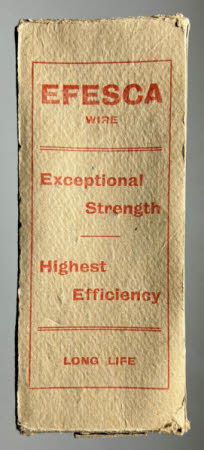 EFESCA
WIRE
Exceptional
Strength
Highest
Efficiency
LONG LIFE